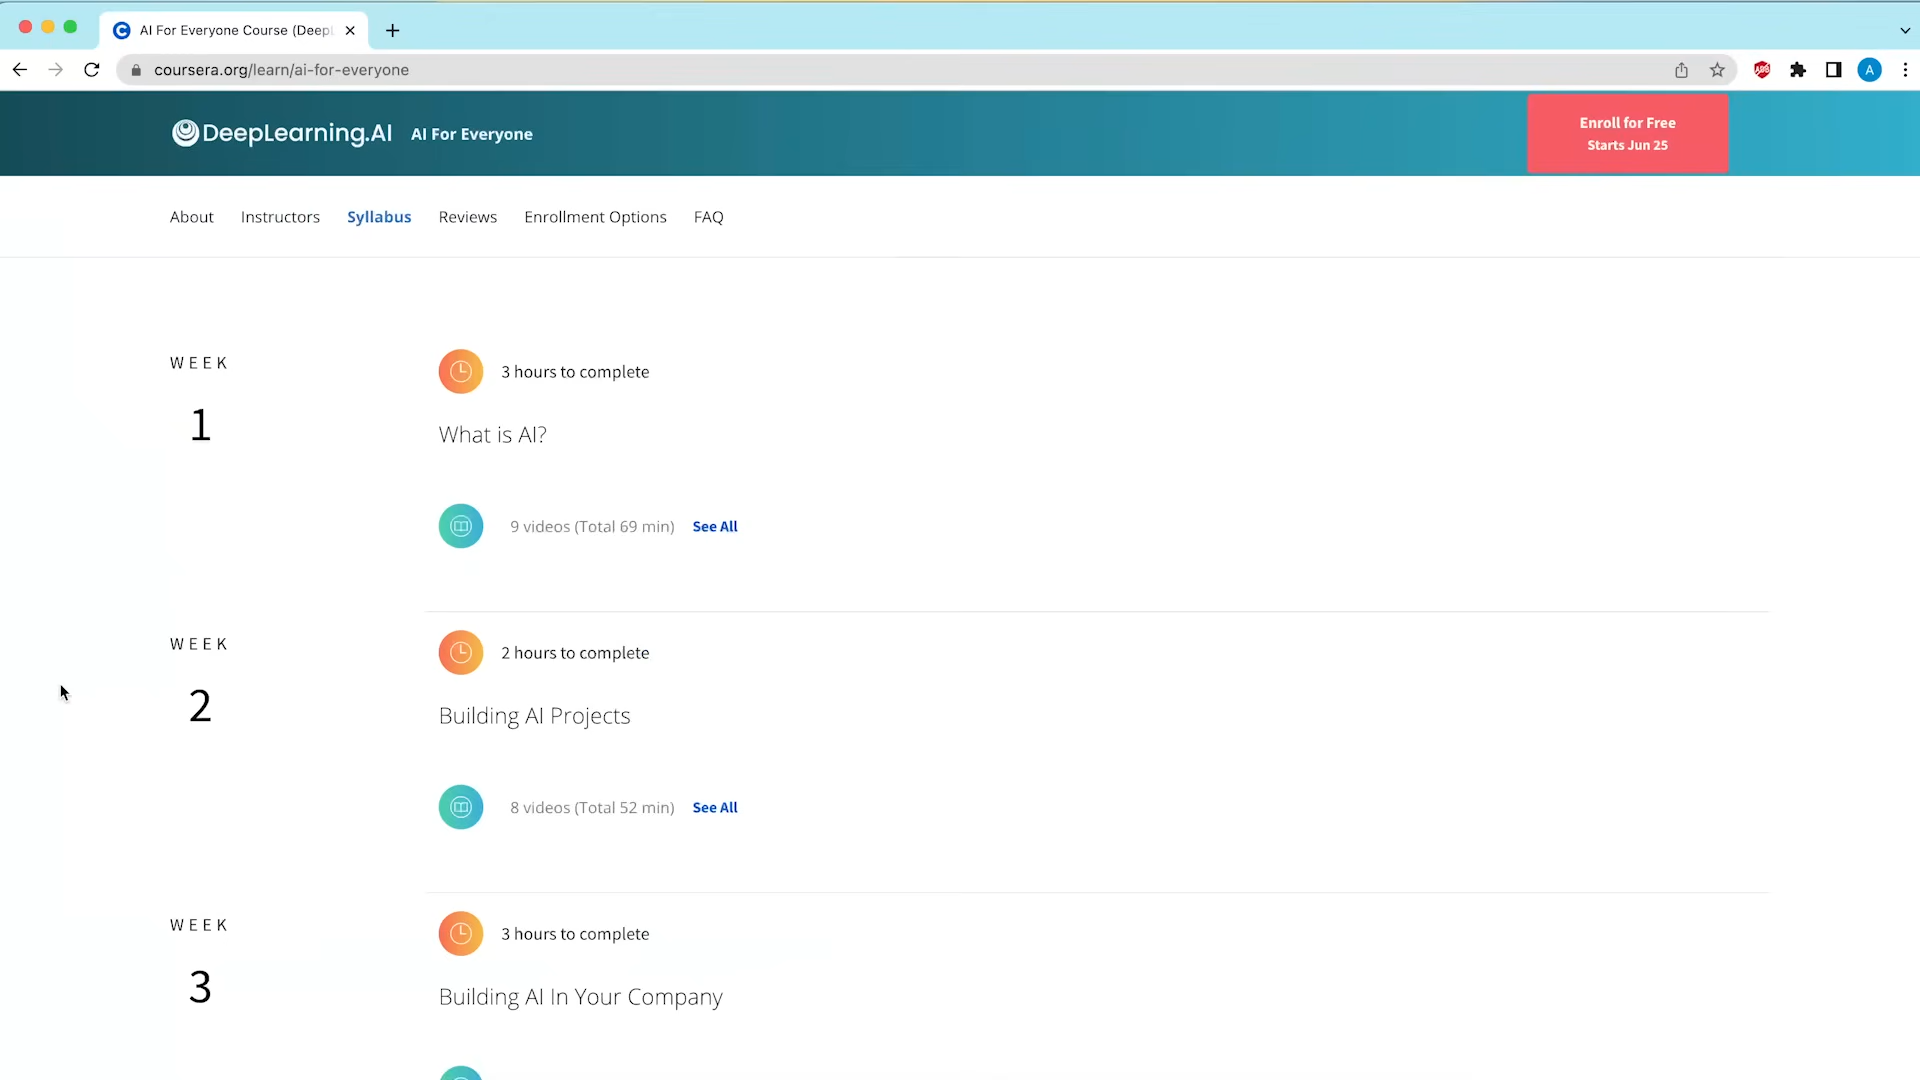 AI For Everyone Course (DeepL
coursera.org/learn/ai-for-everyone
A
DeepLearning.AI AI For Everyone
Enroll for Free
Starts Jun 25
About Instructors Syllabus Reviews Enrollment Options FAQ
WEEK
1
3 hours to complete
What is AI?
9 videos (Total 69 min) See All
WEEK
2
2 hours to complete
Building AI Projects
8 videos (Total 52 min) See All
WEEK
3
3 hours to complete
Building AI In Your Company